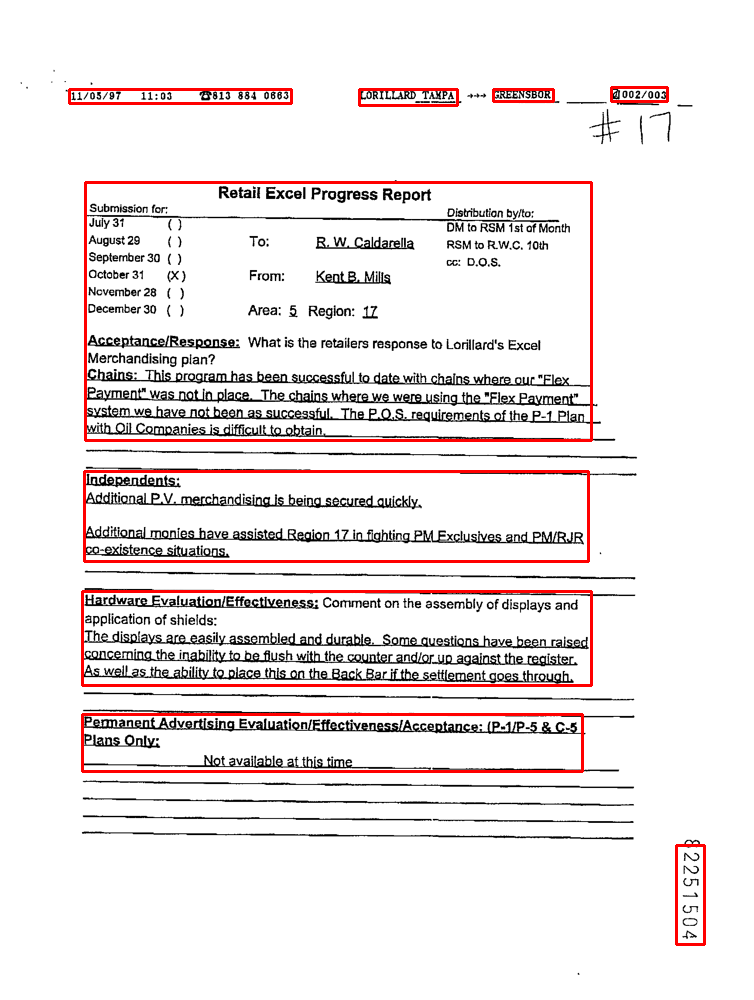 11/05/97 11:03 ☎813 884 0663 LORILLARD TAMPA →→→ GREENSBOR 002/003
# 17
Retail Excel Progress Report
Submission for:
Distribution by/to:
July 31 ( )
DM to RSM 1st of Month
August 29 ( ) To: R. W. Caldarella RSM to R.W.C. 10th
September 30 ( ) cc: D.O.S.
October 31 (X) From: Kent B. Mills
November 28 ( )
December 30 ( ) Area: 5 Region: 17
Acceptance/Response: What is the retailers response to Lorillard's Excel
Merchandising plan?
Chains: This program has been successful to date with chains where our "Flex
Payment" was not in place. The chains where we were using the "Flex Payment"
system we have not been as successful. The P.O.S. requirements of the P-1 Plan
with Oil Companies is difficult to obtain.
Independents:
Additional P.V. merchandising is being secured quickly.
Additional monies have assisted Region 17 in fighting PM Exclusives and PM/RJR
co-existence situations.
Hardware Evaluation/Effectiveness: Comment on the assembly of displays and
application of shields:
The displays are easily assembled and durable. Some questions have been raised
concerning the inability to be flush with the counter and/or up against the register.
As well as the ability to place this on the Back Bar if the settlement goes through.
Permanent Advertising Evaluation/Effectiveness/Acceptance: (P-1/P-5 & C-5
Plans Only:
Not available at this time
82251504